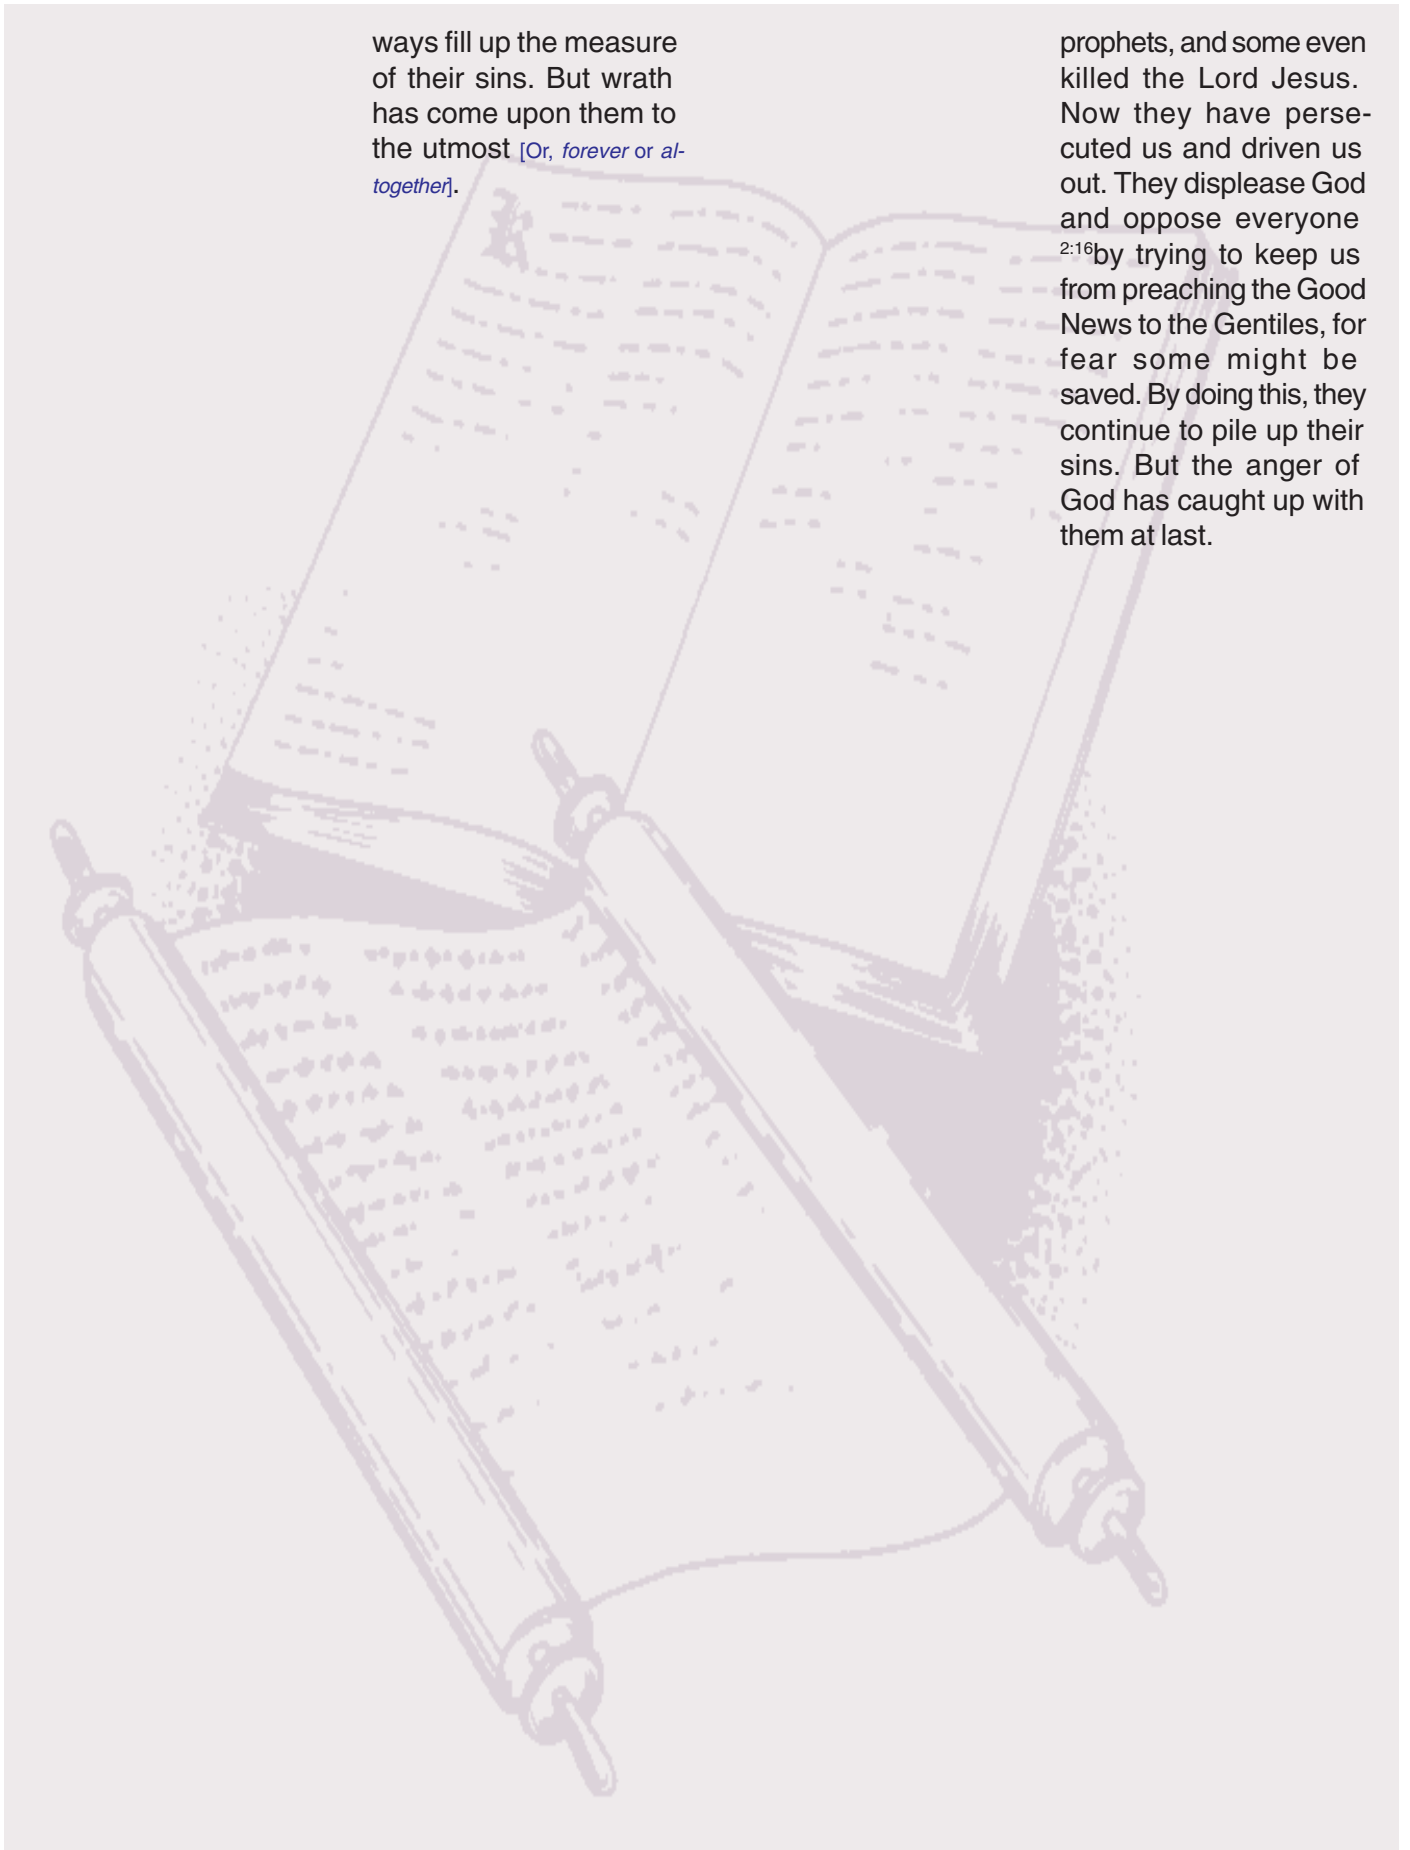 ways fill up the measure
of their sins. But wrath
has come upon them to
the utmost [Or, forever or al-
together].
prophets, and some even
killed the Lord Jesus.
Now they have perse-
cuted us and driven us
out. They displease God
and oppose everyone
2:16by trying to keep us
from preaching the Good
News to the Gentiles, for
fear some might be
saved. By doing this, they
continue to pile up their
sins. But the anger of
God has caught up with
them at last.